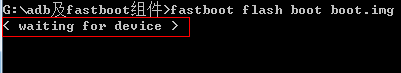 G:\adb及fastboot组件>fastboot flash boot boot.img
< waiting for device >